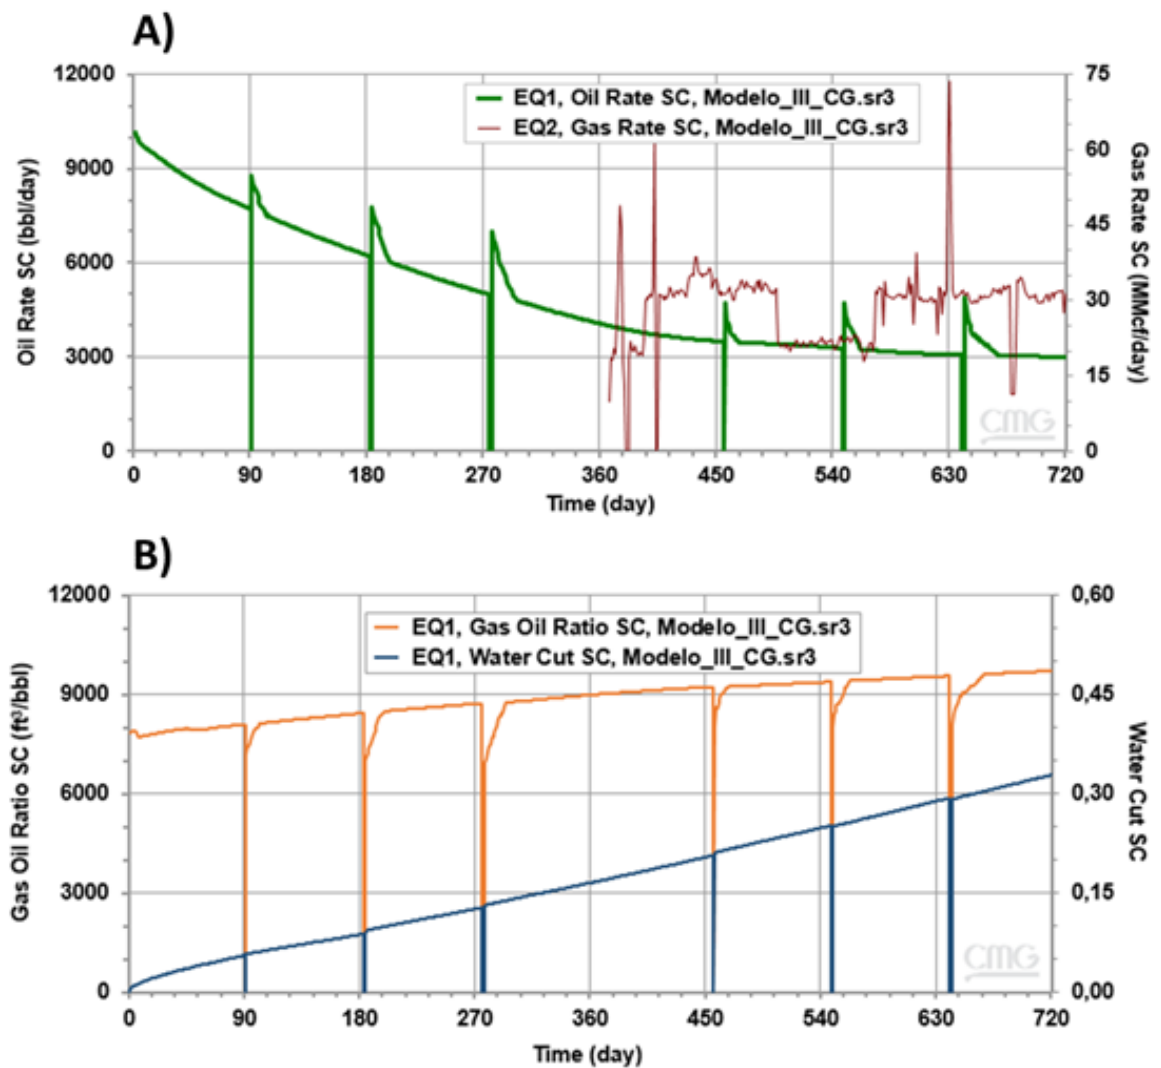 A)
12000
9000
6000
3000
0
Oil Rate SC (bbl/day)
EQ1, Oil Rate SC, Modelo_III_CG.sr3
EQ2, Gas Rate SC, Modelo_III_CG.sr3
75
60
45
30
15
0
Gas Rate SC (MMcf/day)
CMG
0 90 180 270 360 450 540 630 720
Time (day)
B)
12000
9000
6000
3000
0
Gas Oil Ratio SC (ft³/bbl)
EQ1, Gas Oil Ratio SC, Modelo_III_CG.sr3
EQ1, Water Cut SC, Modelo_III_CG.sr3
0,60
0,45
0,30
0,15
0,00
Water Cut SC
CMG
0 90 180 270 360 450 540 630 720
Time (day)